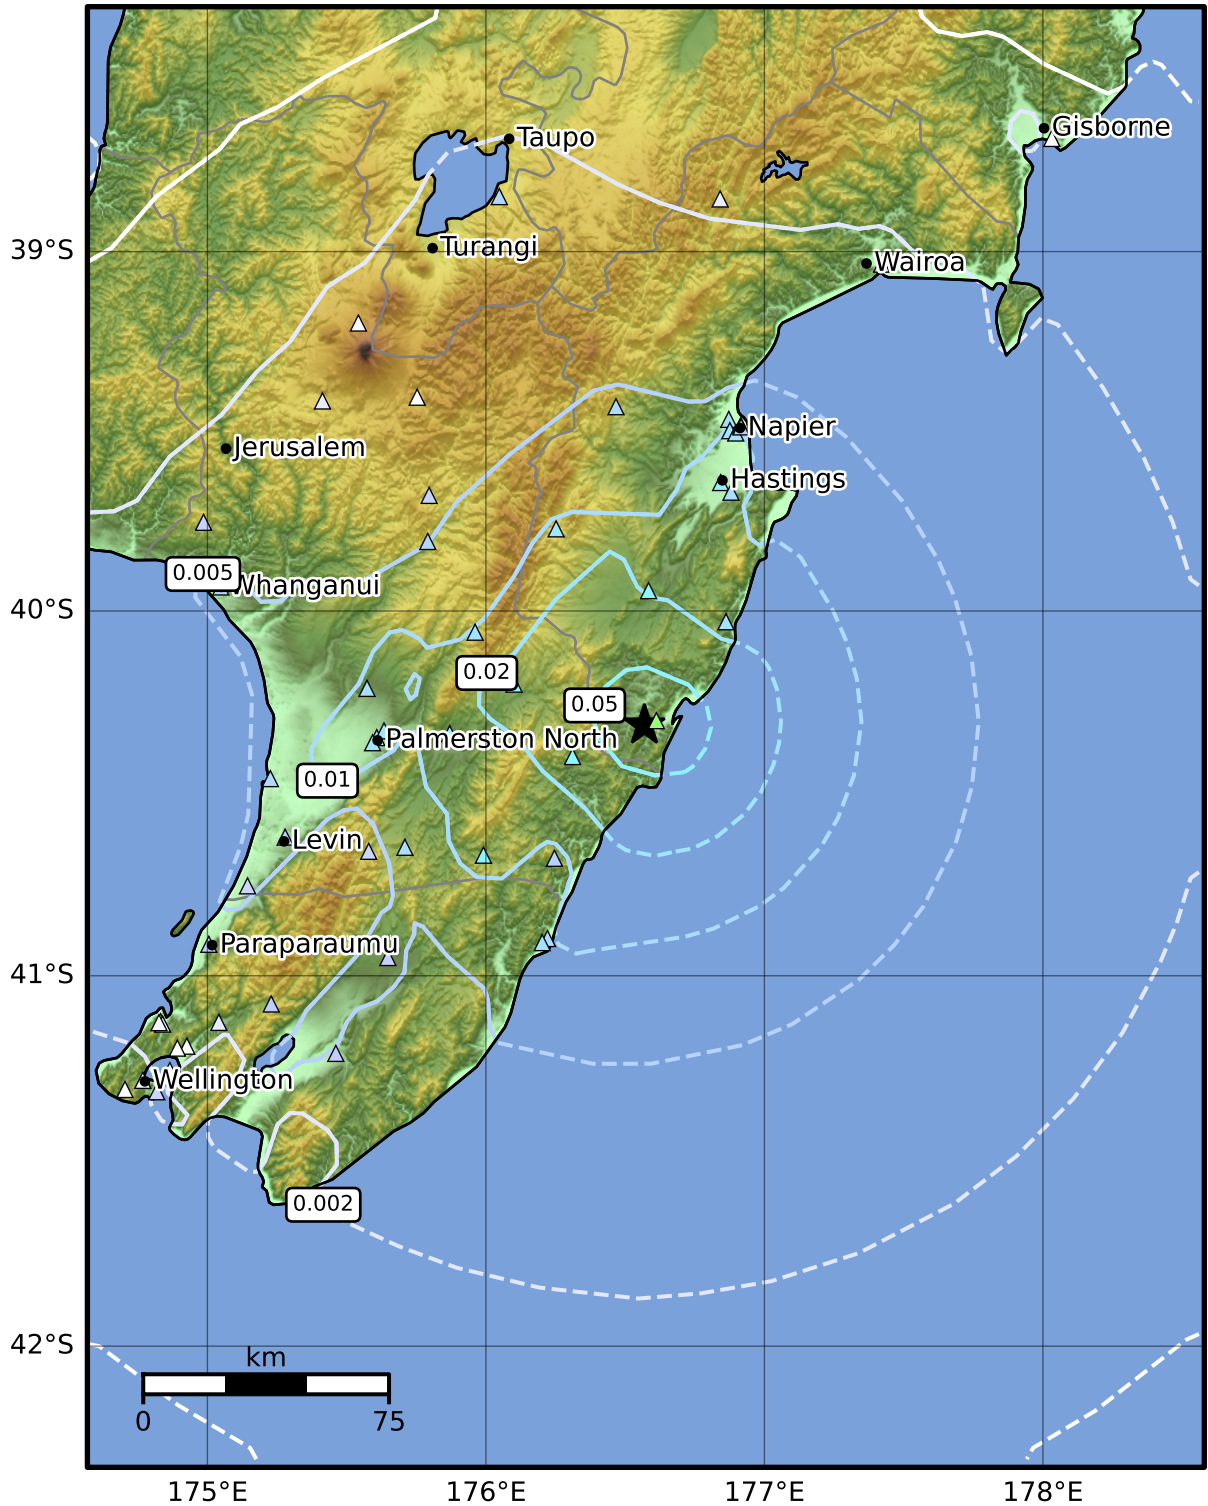 Taupo
Gisborne
Turangi
39°S
Wairoa
Napier
Jerusalem
Hastings
0.005
Whanganui
40°S
0.02
0.05
Palmerston North
0.01
Levin
Paraparaumu
41°S
Wellington
0.002
42°S
km
0
75
175°E
176°E
177°E
178°E